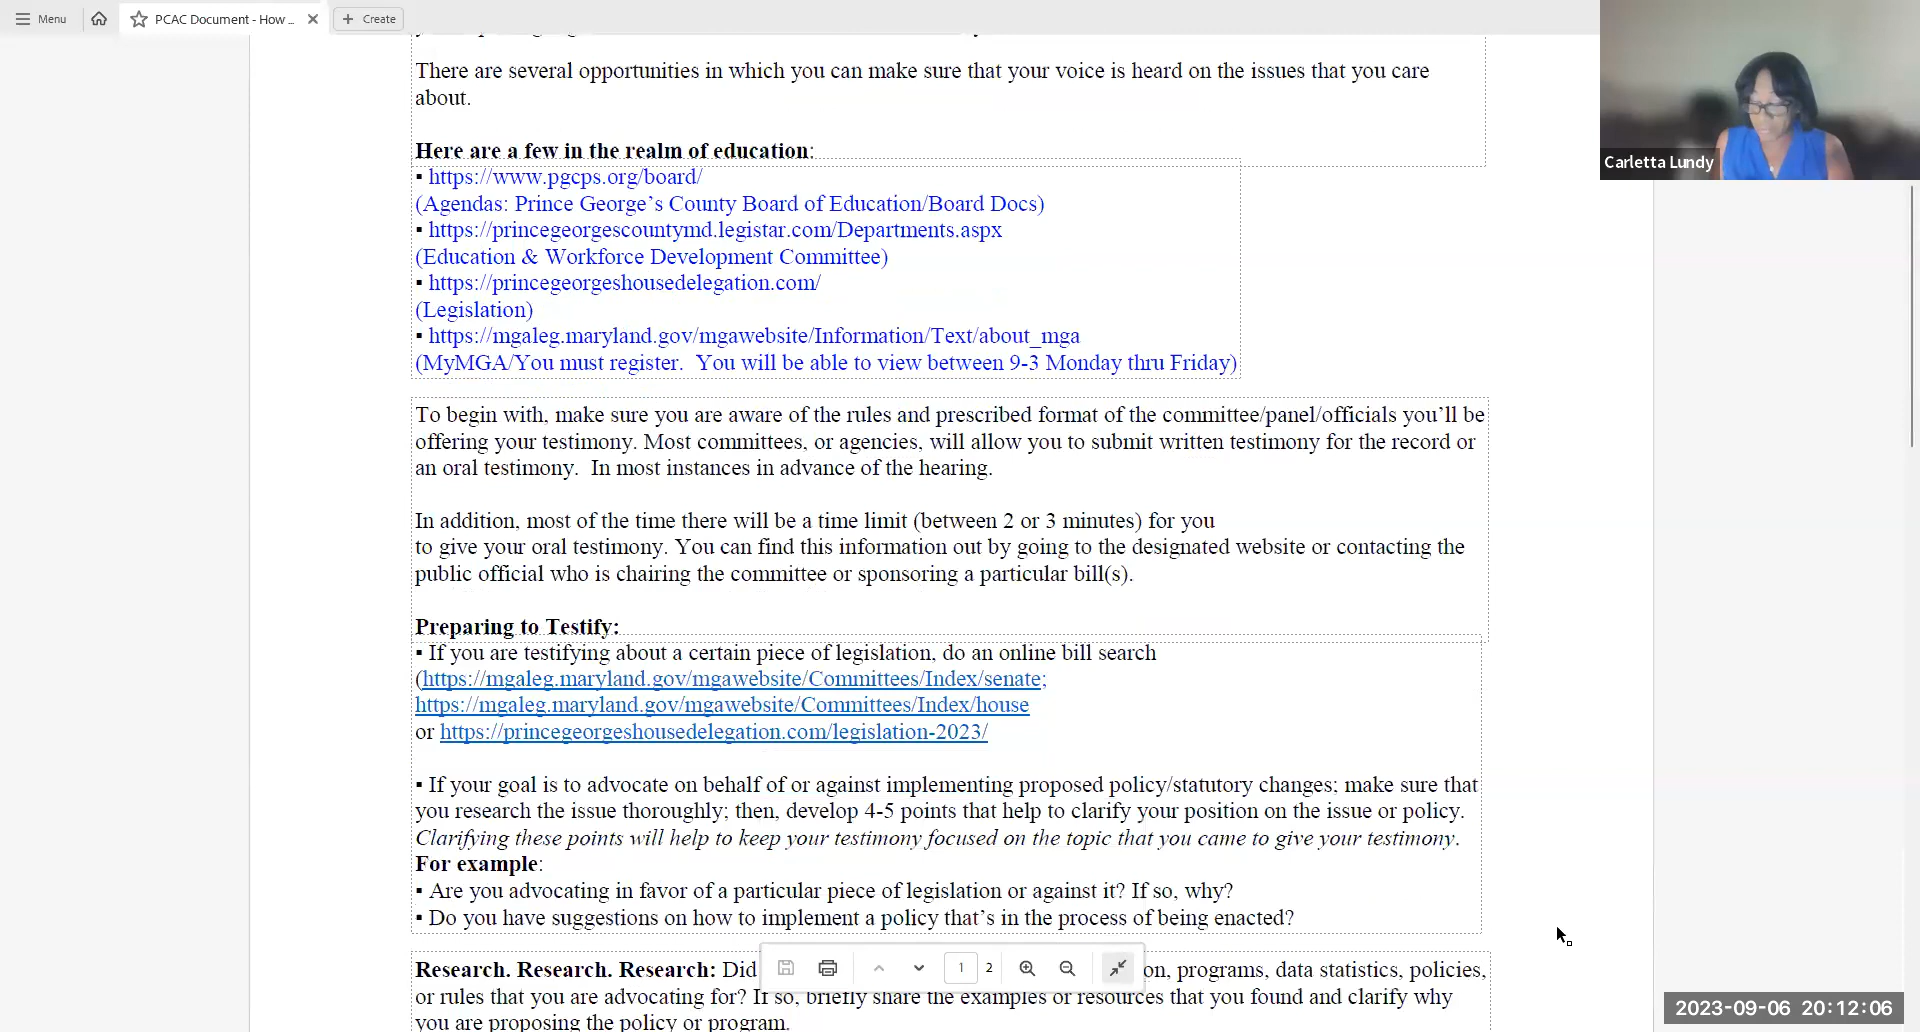 Menu
PCAC Document - How ...
Create
There are several opportunities in which you can make sure that your voice is heard on the issues that you care
about.
Here are a few in the realm of education:
▪ https://www.pgcps.org/board/
(Agendas: Prince George’s County Board of Education/Board Docs)
▪ https://princegeorgescountymd.legistar.com/Departments.aspx
(Education & Workforce Development Committee)
▪ https://princegeorgeshousedelegation.com/
(Legislation)
▪ https://mgaleg.maryland.gov/mgawebsite/Information/Text/about_mga
(MyMGA/You must register.  You will be able to view between 9-3 Monday thru Friday)
To begin with, make sure you are aware of the rules and prescribed format of the committee/panel/officials you’ll be
offering your testimony. Most committees, or agencies, will allow you to submit written testimony for the record or
an oral testimony.  In most instances in advance of the hearing.
In addition, most of the time there will be a time limit (between 2 or 3 minutes) for you
to give your oral testimony. You can find this information out by going to the designated website or contacting the
public official who is chairing the committee or sponsoring a particular bill(s).
Preparing to Testify:
▪ If you are testifying about a certain piece of legislation, do an online bill search
(https://mgaleg.maryland.gov/mgawebsite/Committees/Index/senate;
https://mgaleg.maryland.gov/mgawebsite/Committees/Index/house
or https://princegeorgeshousedelegation.com/legislation-2023/
▪ If your goal is to advocate on behalf of or against implementing proposed policy/statutory changes; make sure that
you research the issue thoroughly; then, develop 4-5 points that help to clarify your position on the issue or policy.
Clarifying these points will help to keep your testimony focused on the topic that you came to give your testimony.
For example:
▪ Are you advocating in favor of a particular piece of legislation or against it? If so, why?
▪ Do you have suggestions on how to implement a policy that’s in the process of being enacted?
Research. Research. Research: Did on, programs, data statistics, policies,
or rules that you are advocating for? If so, briefly share the examples or resources that you found and clarify why
you are proposing the policy or program.
1 2
Carletta Lundy
2023-09-06 20:12:06